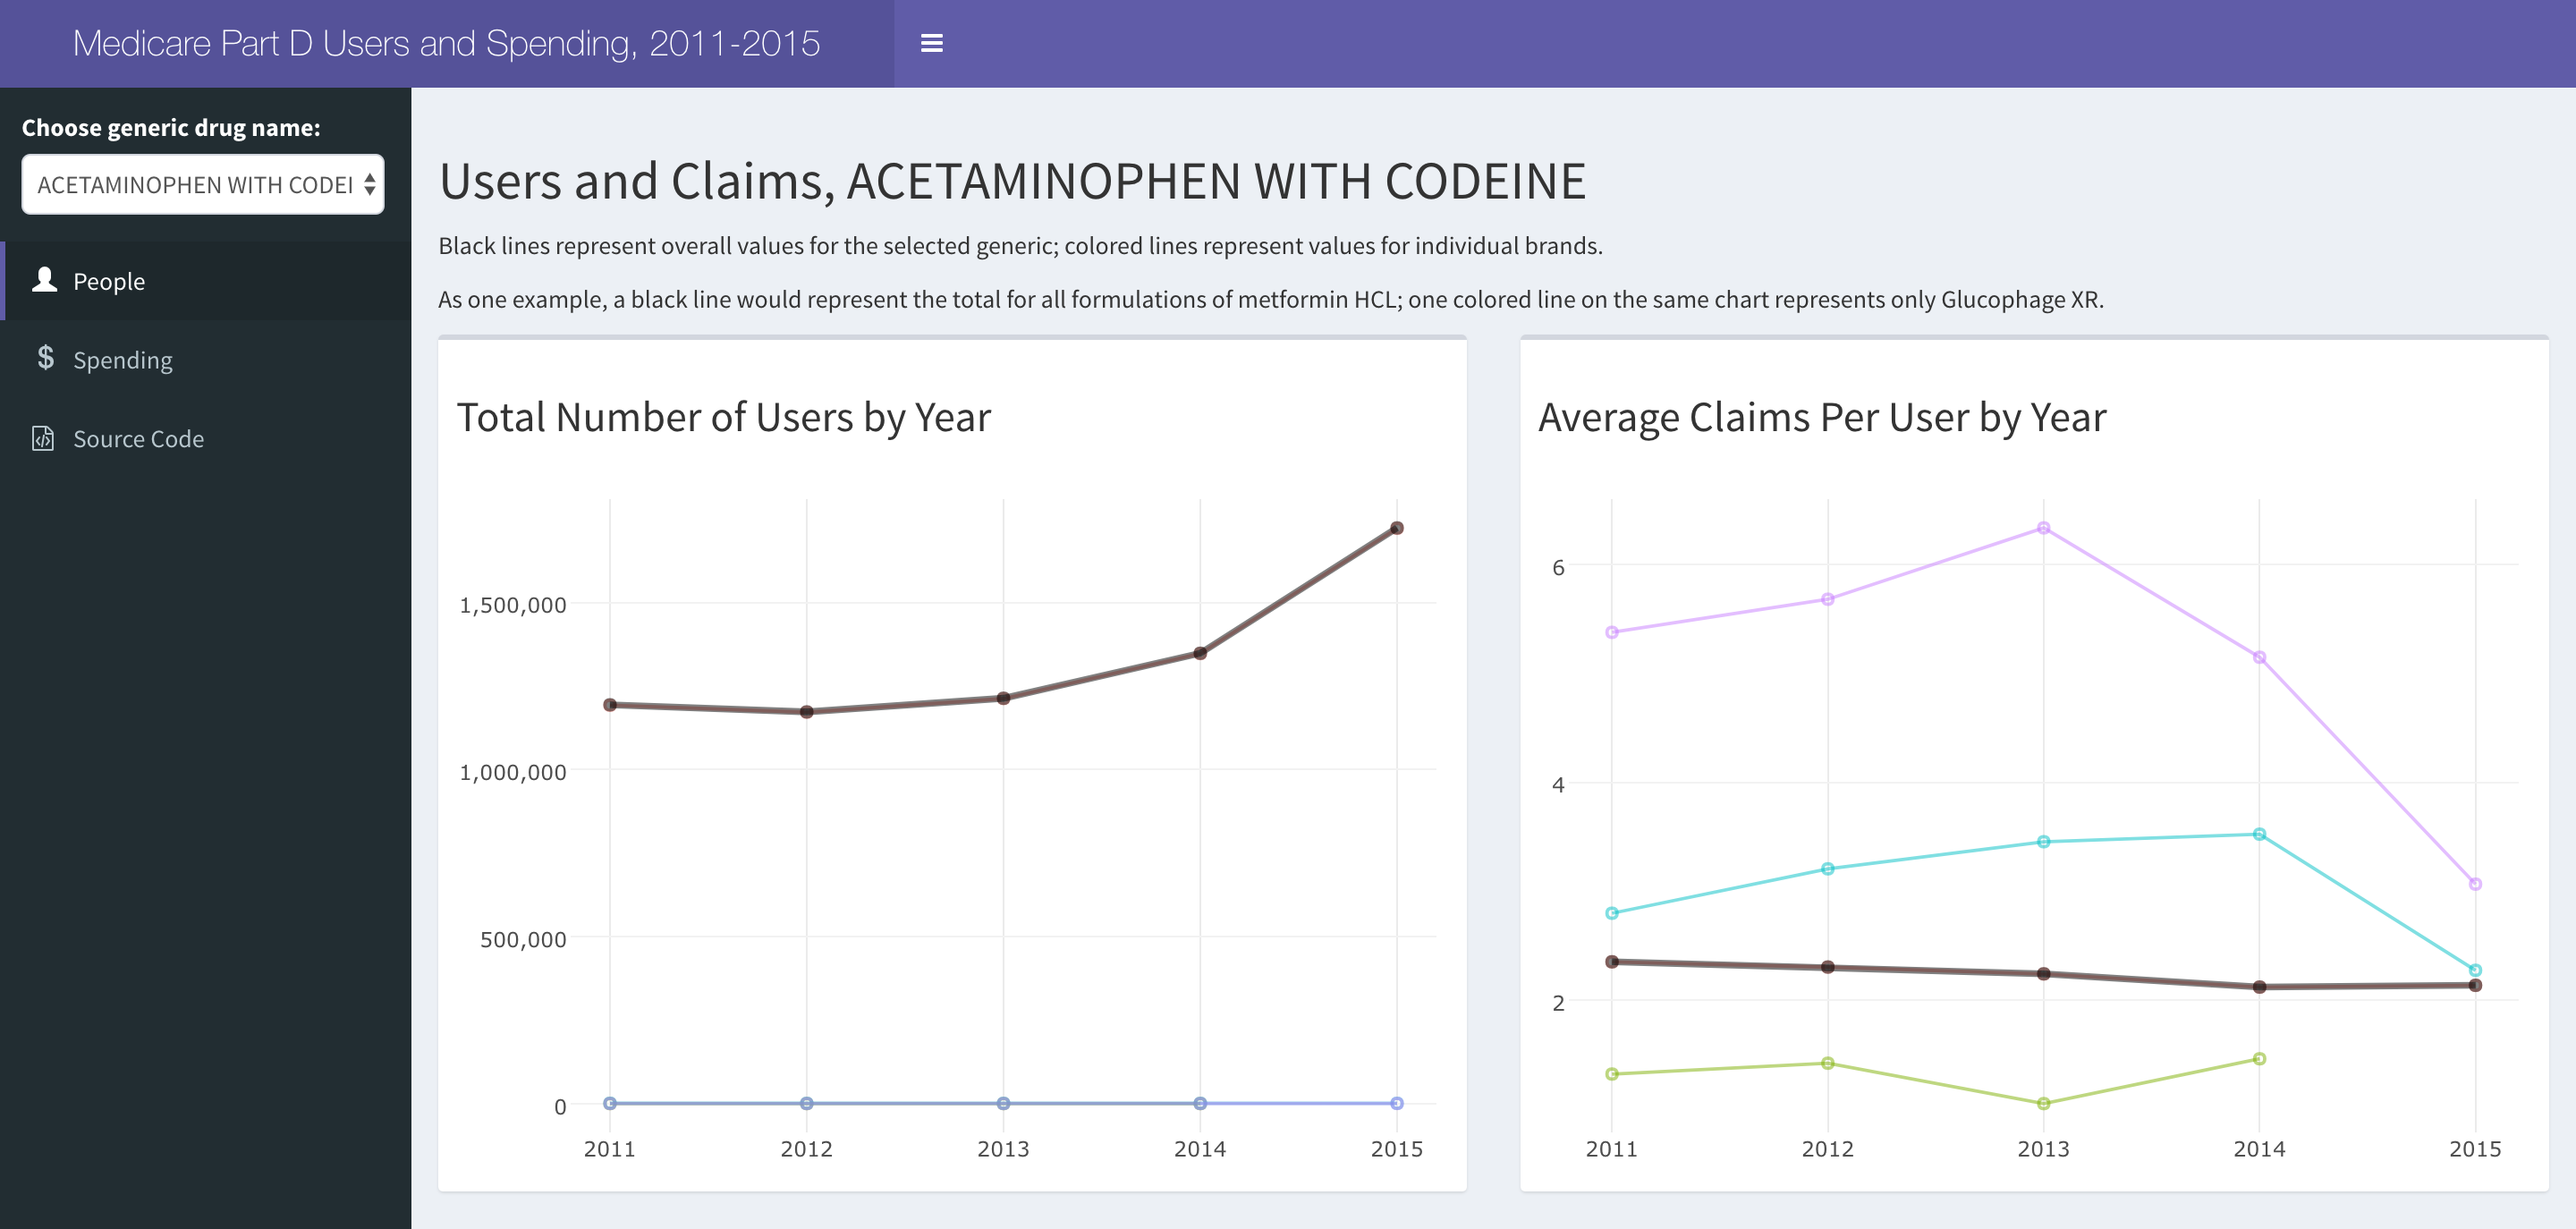 Medicare Part D Users and Spending, 2011-2015
Choose generic drug name:
ACETAMINOPHEN WITH CODEI
People
$ Spending
Source Code
Users and Claims, ACETAMINOPHEN WITH CODEINE
Black lines represent overall values for the selected generic; colored lines represent values for individual brands.
As one example, a black line would represent the total for all formulations of metformin HCL; one colored line on the same chart represents only Glucophage XR.
Total Number of Users by Year
1,500,000
1,000,000
500,000
0
2011 2012 2013 2014 2015
Average Claims Per User by Year
6
4
2
2011 2012 2013 2014 2015